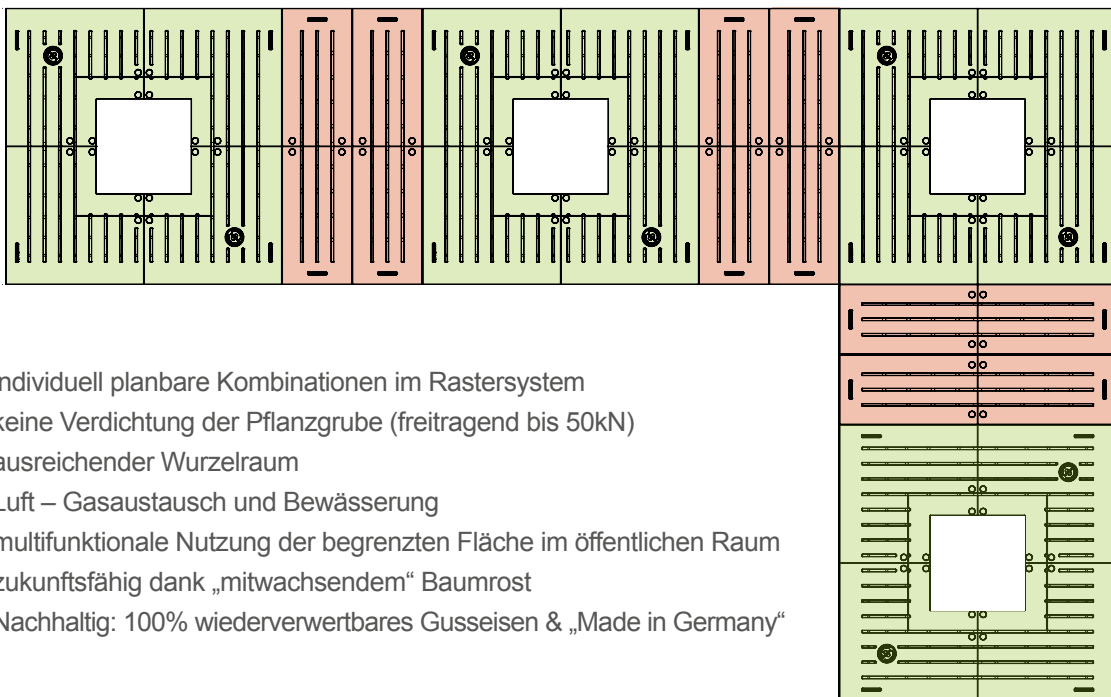 individuell planbare Kombinationen im Rastersystem
keine Verdichtung der Pflanzgrube (freitragend bis 50kN)
ausreichender Wurzelraum
Luft – Gasaustausch und Bewässerung
multifunktionale Nutzung der begrenzten Fläche im öffentlichen Raum
zukunftsfähig dank „mitwachsendem“ Baumrost
Nachhaltig: 100% wiederverwertbares Gusseisen & „Made in Germany“